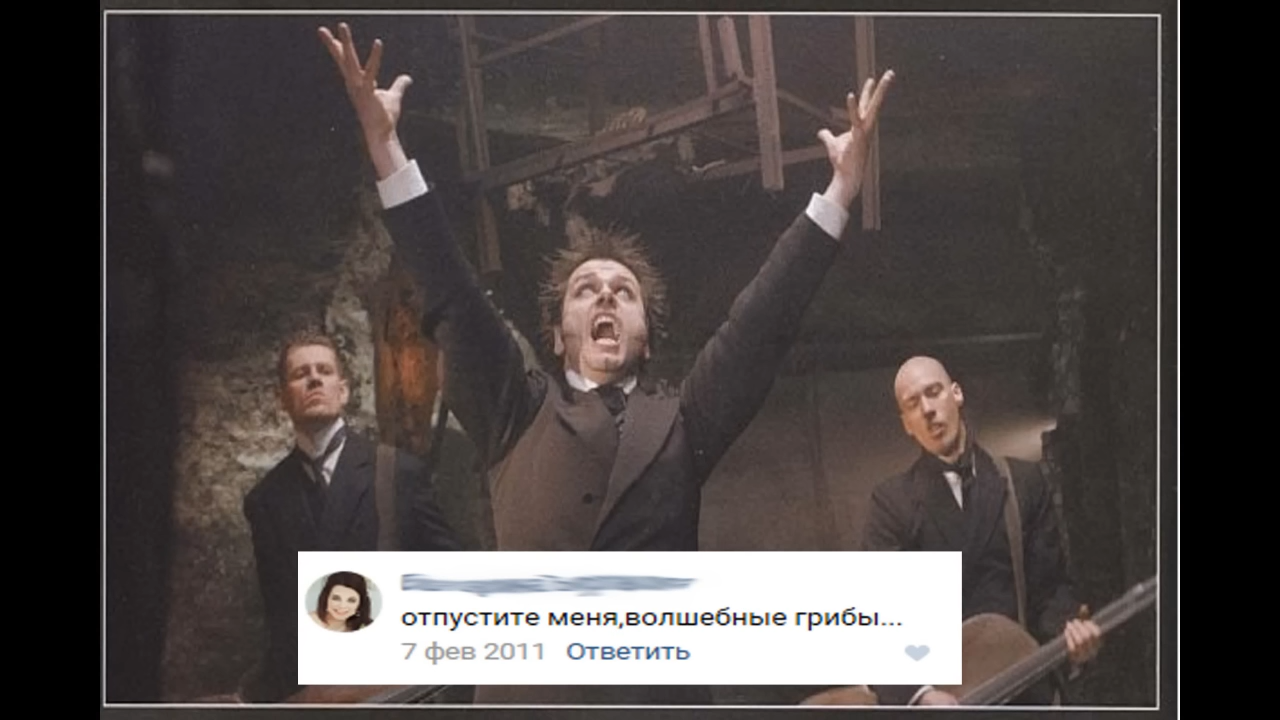 отпустите меня,волшебные грибы...
7 фев 2011 Ответить